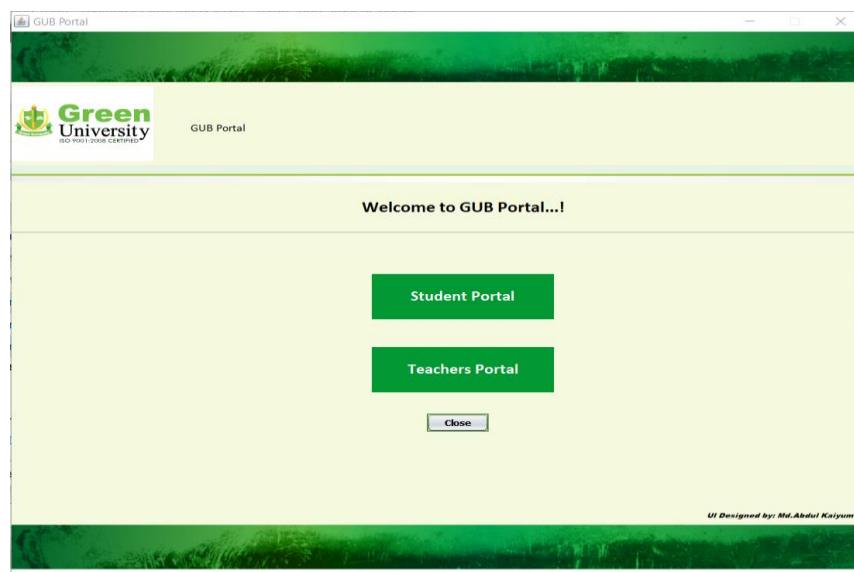 GUB Portal
Green
University
ISO 9001:2008 CERTIFIED
GUB Portal
Welcome to GUB Portal...!
Student Portal
Teachers Portal
Close
UI Designed by: Md.Abdul Kaiyum